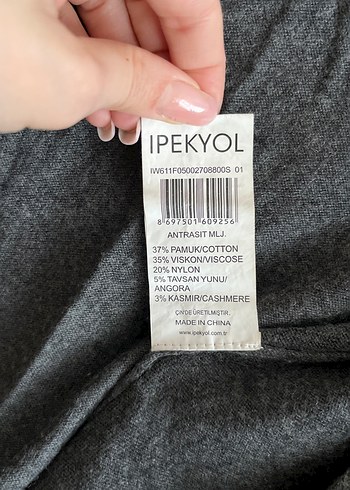 IPEKYOL
IW611F05002708800S 01
8 697501 609256
ANTRASIT MLJ.
37% PAMUK/COTTON
35% VISKON/VISCOSE
20% NYLON
5% TAVSAN YUNU/
ANGORA
3% KASMIR/CASHMERE
ÇİN'DE ÜRETİLMİŞTİR.
MADE IN CHINA
www.ipekyol.com.tr